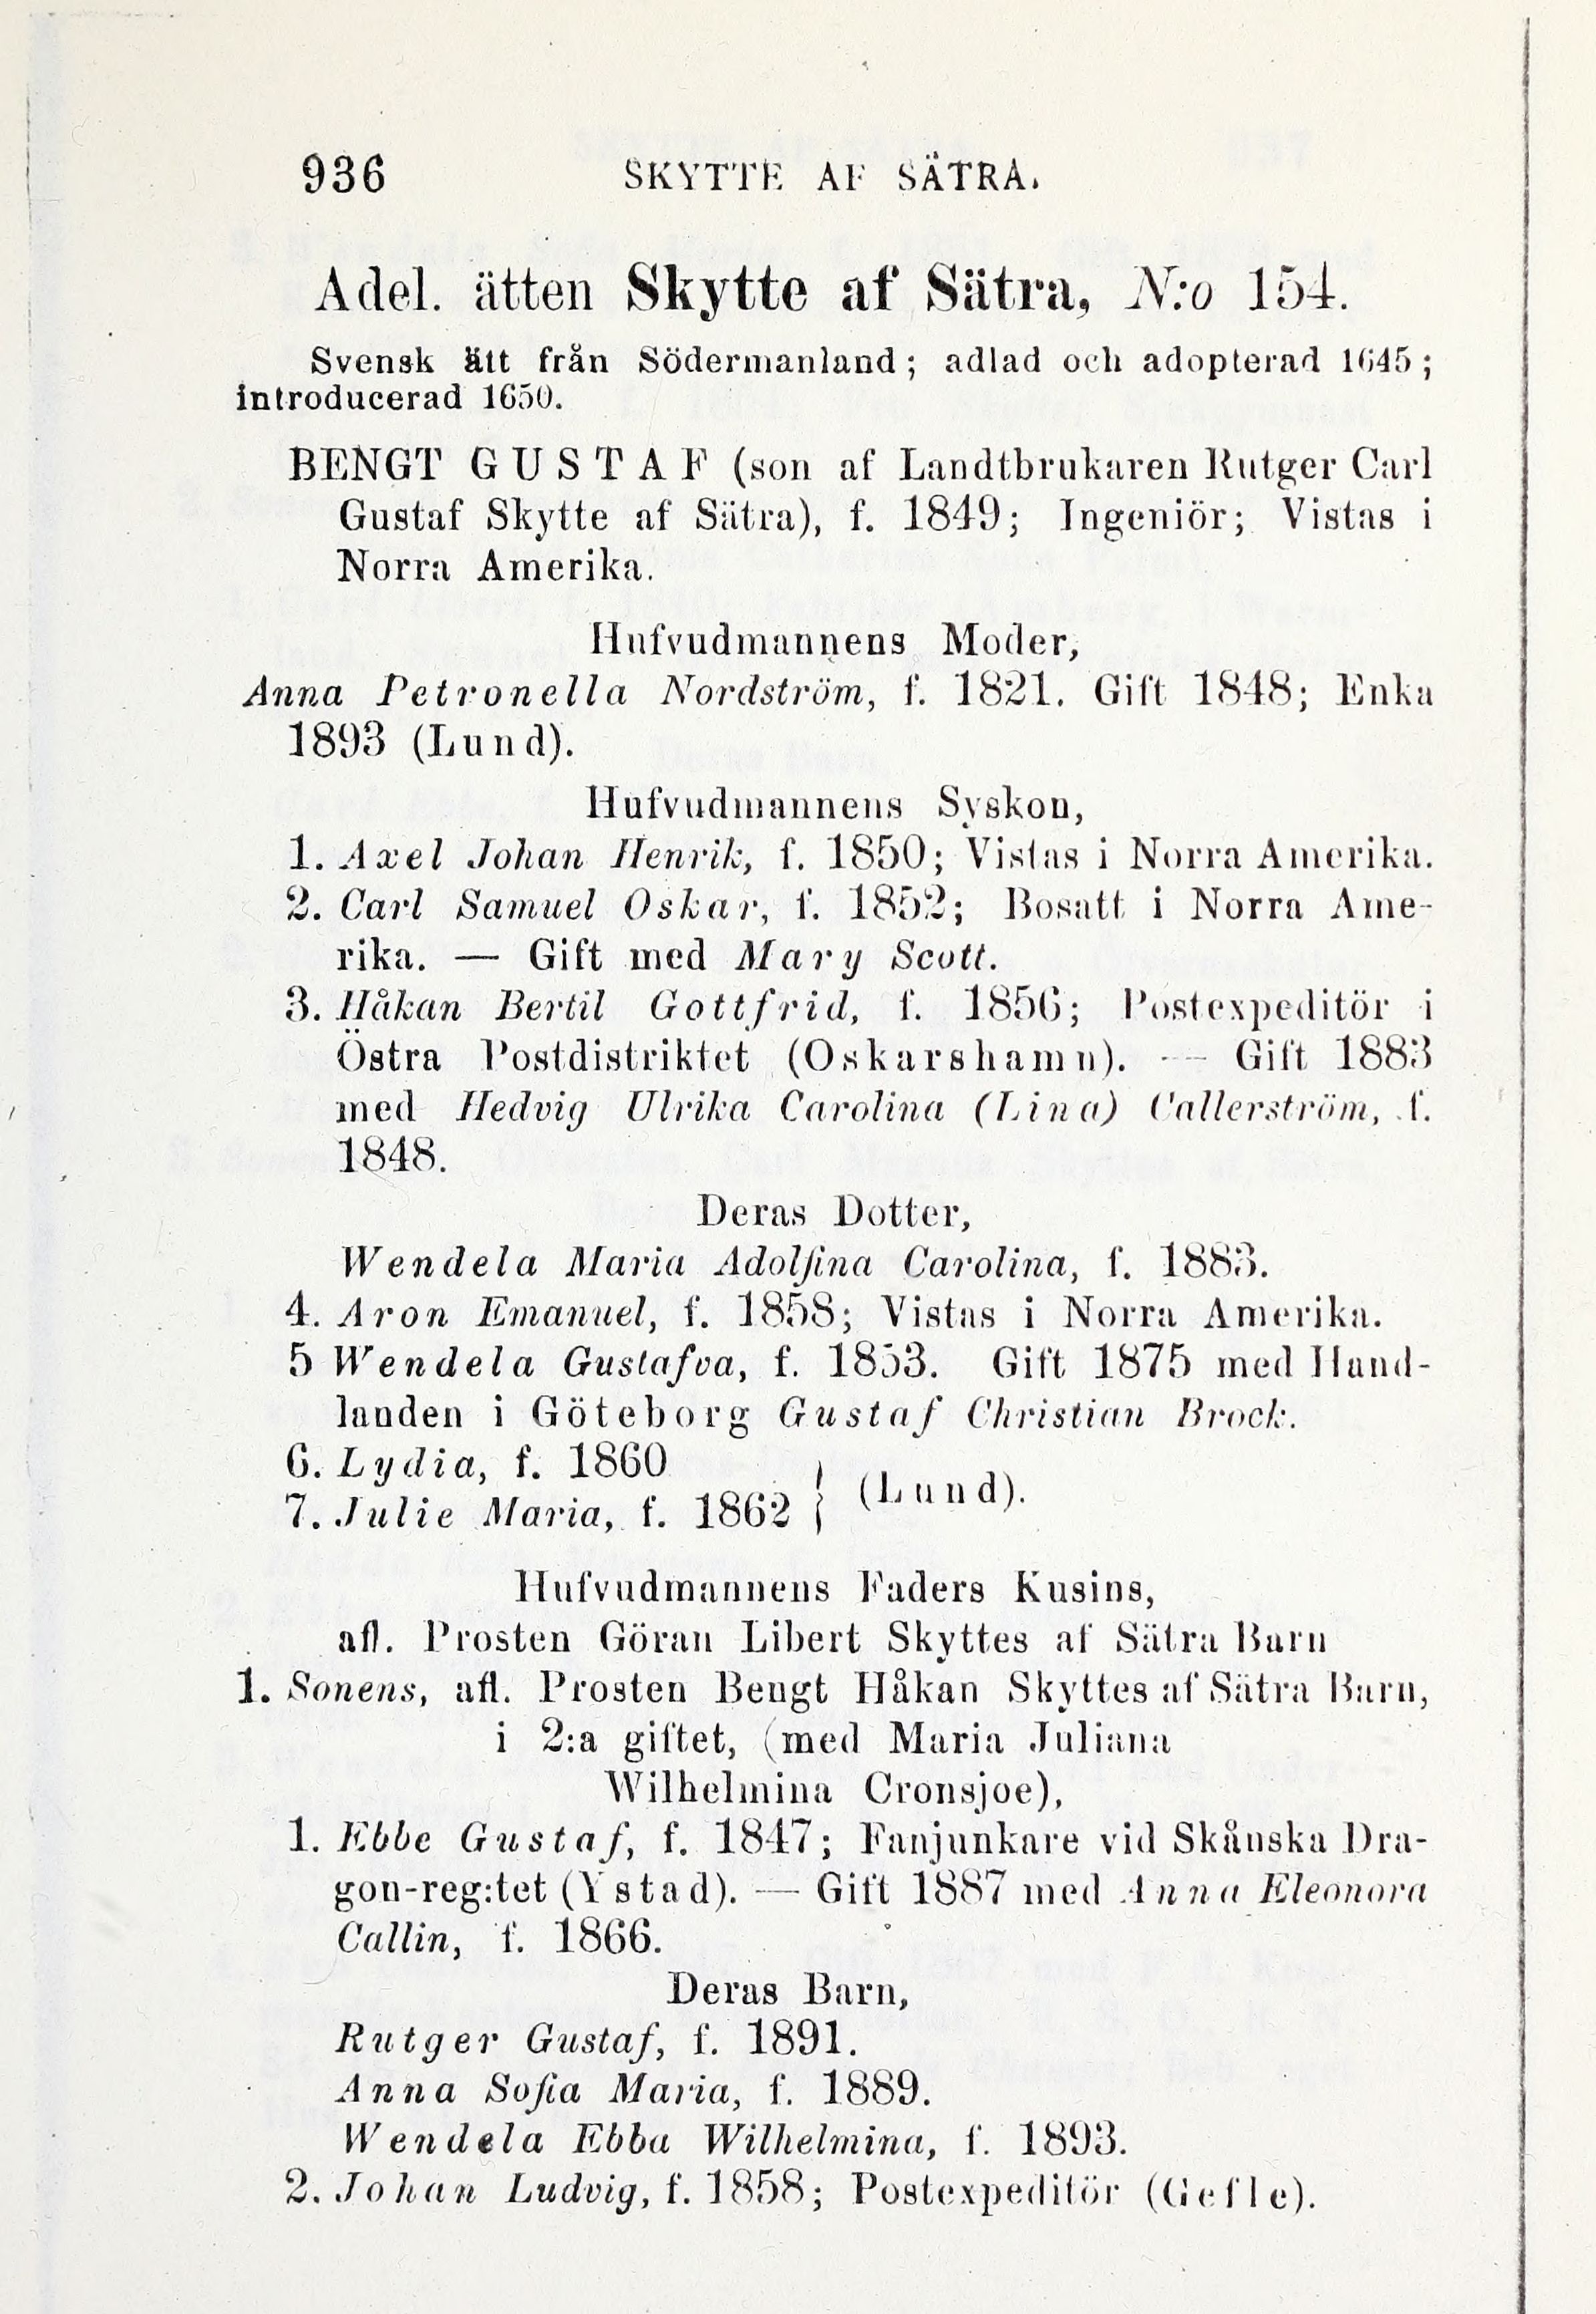 936 SKYTTE AF SÄTRA.
Adel. ätten Skytte af Sätra, N:o 154.
Svensk ätt från Södermanland; adlad och adopterad 1645;
introducerad 1650.
BENGT GUSTAF (son af Landtbrukaren Rutger Carl
Gustaf Skytte af Sätra), f. 1849; Ingeniör; Vistas i
Norra Amerika.
Hufvudmannens Moder,
Anna Petronella Nordström, f. 1821. Gift 1848; Enka
1893 (Lund).
Hufvudmannens Syskon,
1. Axel Johan Henrik, f. 1850; Vistas i Norra Amerika.
2. Carl Samuel Oskar, f. 1852; Bosatt i Norra Ame-
rika. — Gift med Mary Scott.
3. Håkan Bertil Gottfrid, f. 1856; Postexpeditör i
Östra Postdistriktet (Oskarshamn). — Gift 1883
med Hedvig Ulrika Carolina (Lina) Callerström, f.
1848.
Deras Dotter,
Wendela Maria Adolfina Carolina, f. 1883.
4. Aron Emanuel, f. 1858; Vistas i Norra Amerika.
5 Wendela Gustafva, f. 1853. Gift 1875 med Hand-
landen i Göteborg Gustaf Christian Brock.
6. Lydia, f. 1860
7. Julie Maria, f. 1862 } (Lund).
Hufvudmannens Faders Kusins,
afl. Prosten Göran Libert Skyttes af Sätra Barn
1. Sonens, afl. Prosten Bengt Håkan Skyttes af Sätra Barn,
i 2:a giftet, (med Maria Juliana
Wilhelmina Cronsjoe),
1. Ebbe Gustaf, f. 1847; Fanjunkare vid Skånska Dra-
gon-reg:tet (Ystad). — Gift 1887 med Anna Eleonora
Callin, f. 1866.
Deras Barn,
Rutger Gustaf, f. 1891.
Anna Sofia Maria, f. 1889.
Wendela Ebba Wilhelmina, f. 1893.
2. Johan Ludvig, f. 1858; Postexpeditör (Gefle).